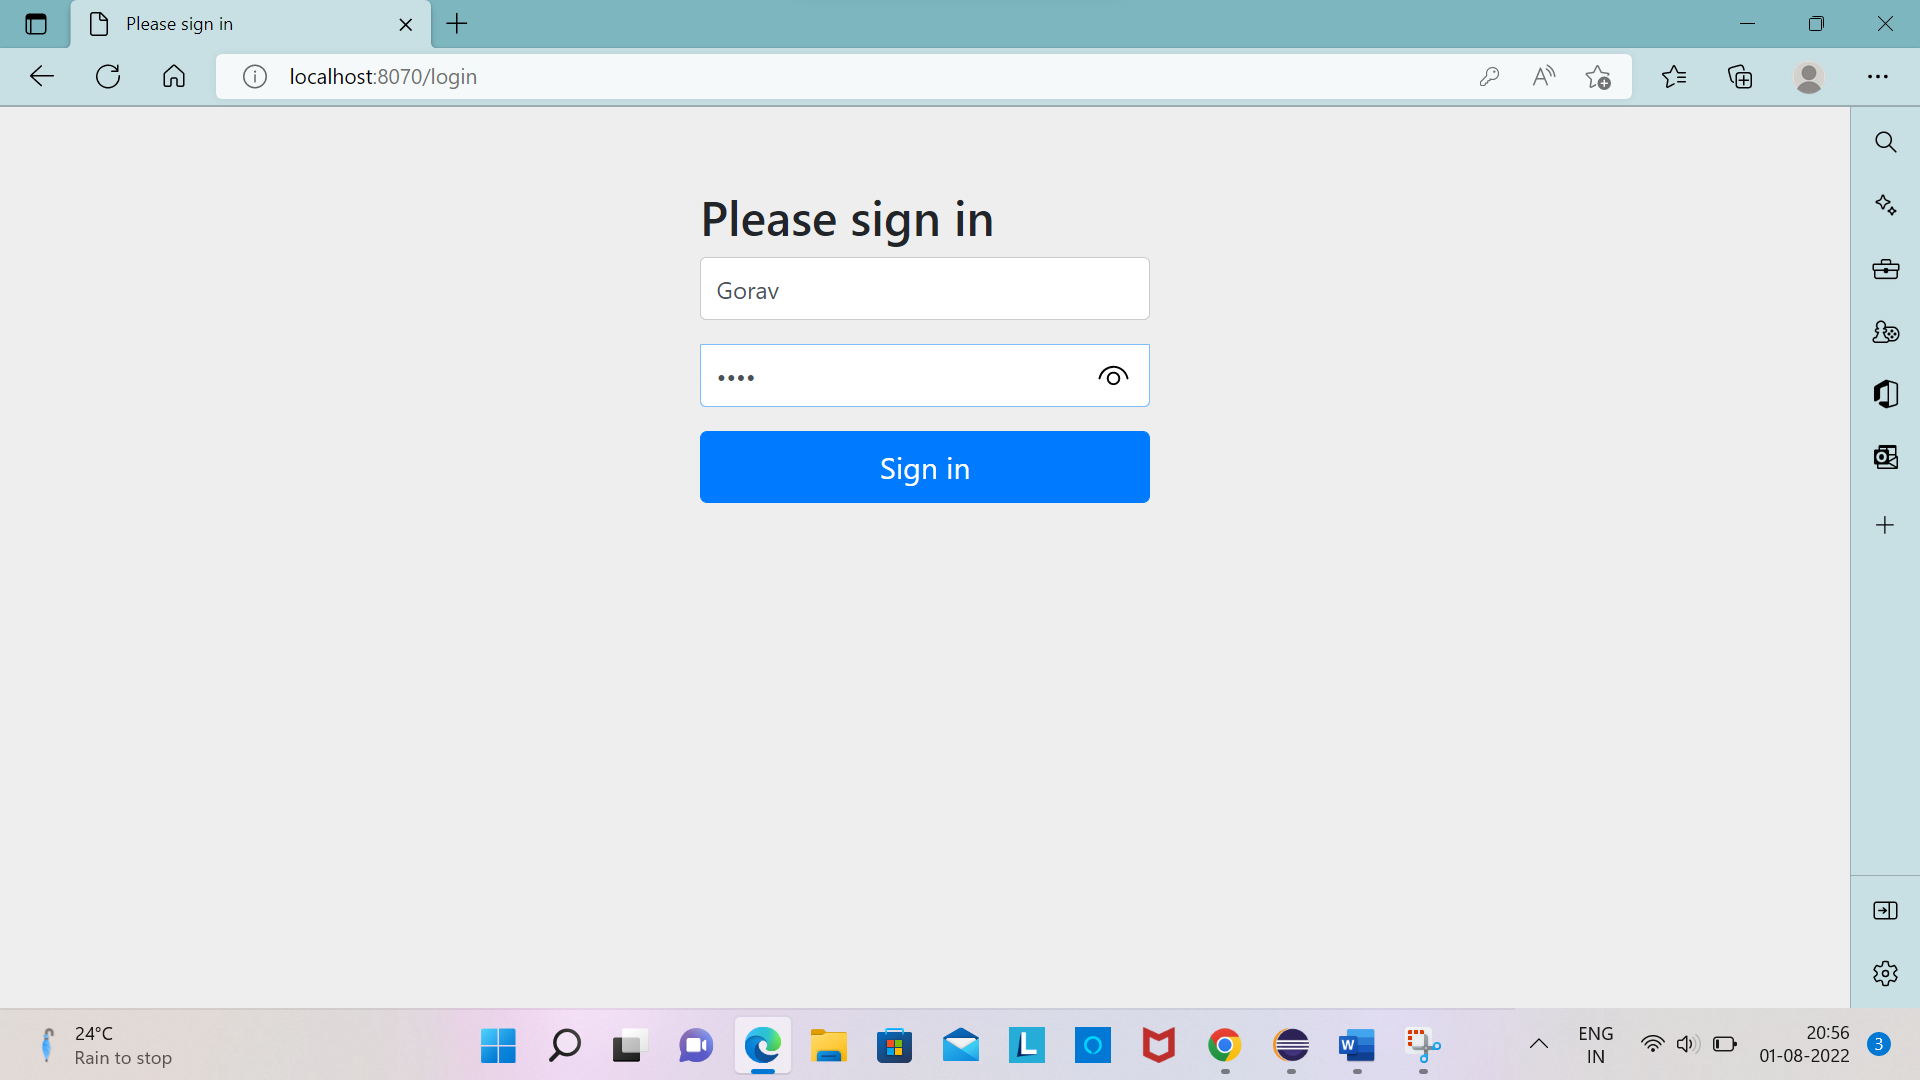 Please sign in
localhost:8070/login
Please sign in
Gorav
••••
Sign in
24°C
Rain to stop
ENG
IN
20:56
01-08-2022
3